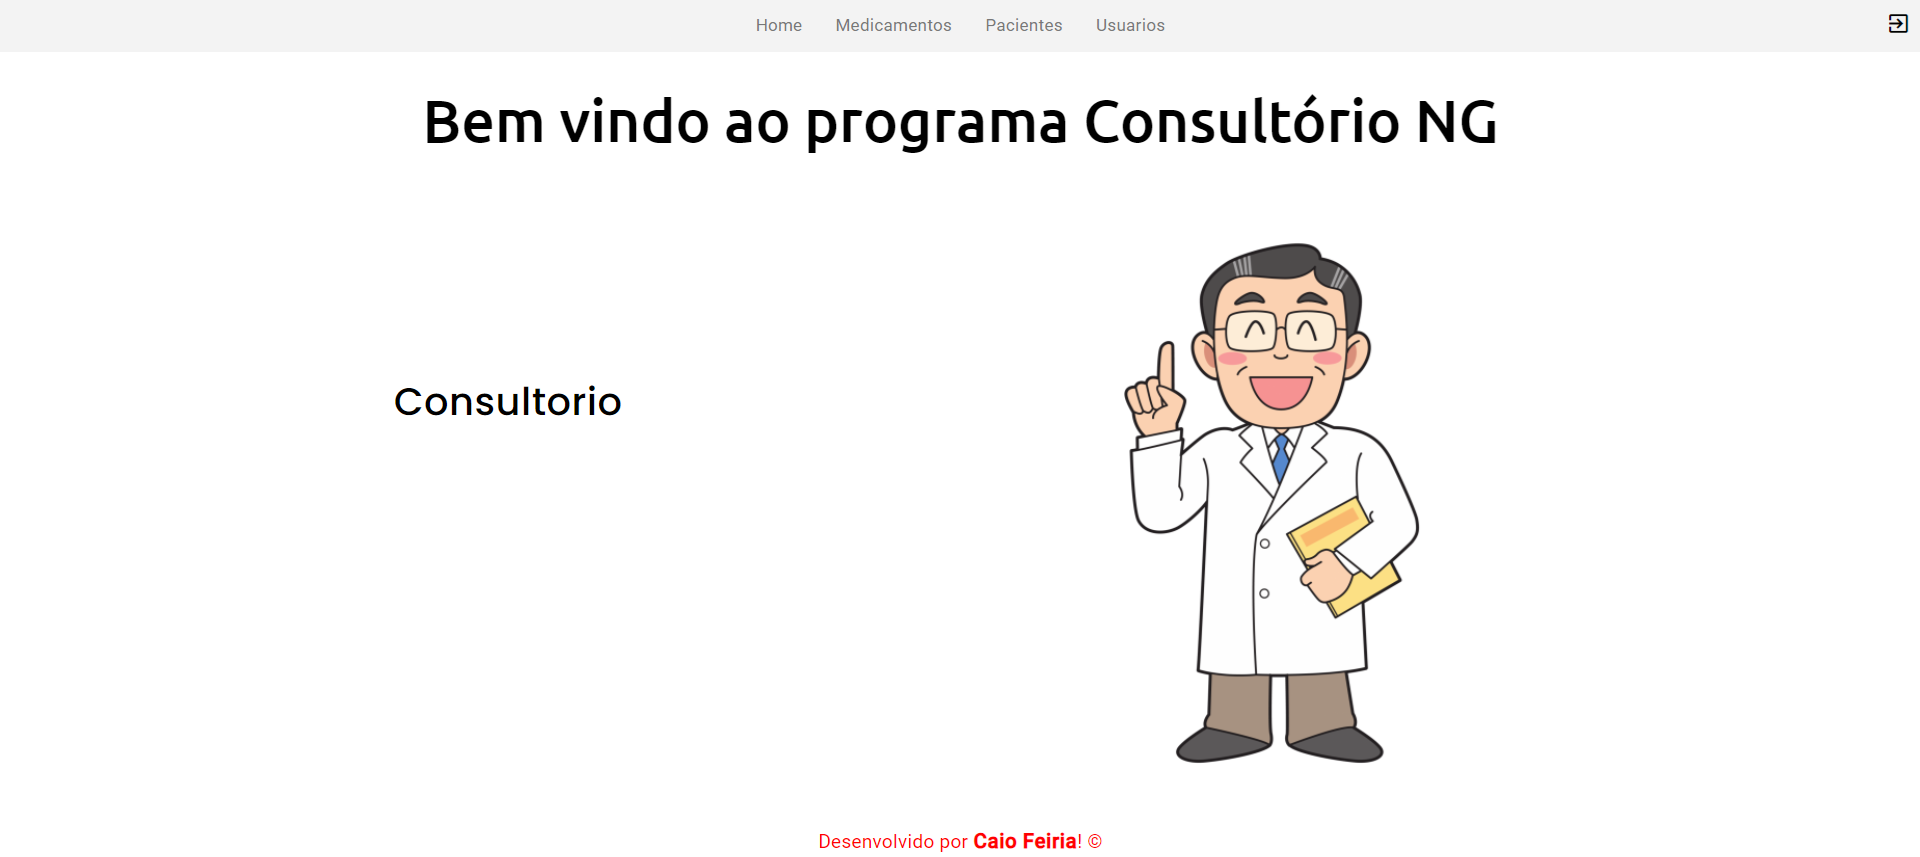 Home Medicamentos Pacientes Usuarios
Bem vindo ao programa Consultório NG
Consultorio
Desenvolvido por Caio Feiria! ©